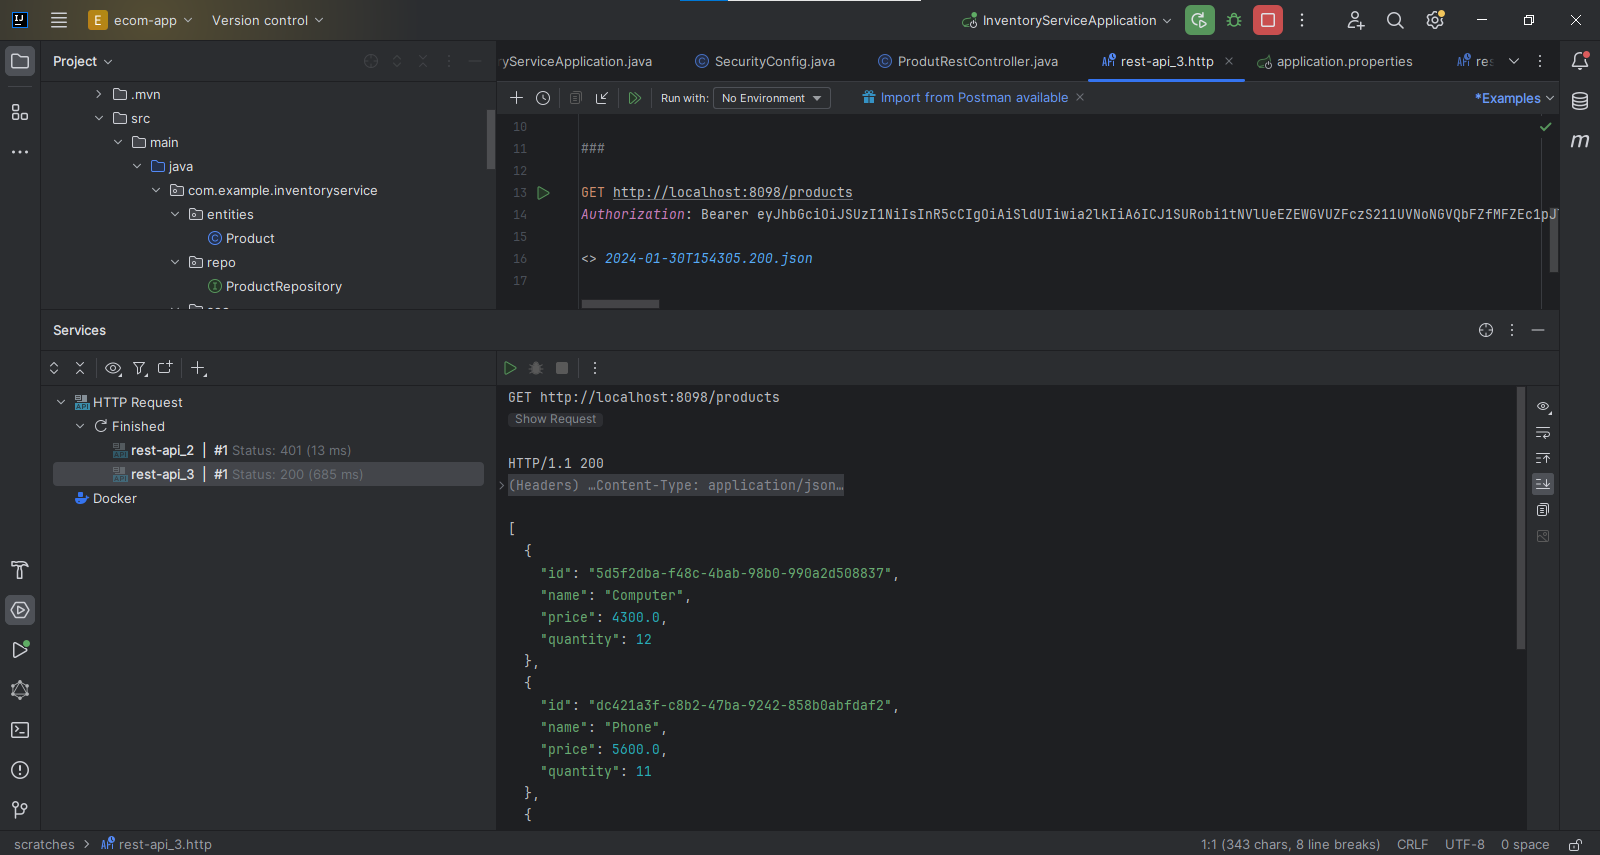 IJ
E ecom-app
Version control
InventoryServiceApplication
Project
yServiceApplication.java
SecurityConfig.java
ProdutRestController.java
API rest-api_3.http
application.properties
API res
.mvn
src
main
java
com.example.inventoryservice
entities
Product
repo
ProductRepository
Run with: No Environment
Import from Postman available
*Examples
m
10
11 ###
12
13 GET http://localhost:8098/products
14
Authorization: Bearer
15
16 <> 2024-01-30T154305.200.json
17
Services
HTTP Request
Finished
API rest-api_2 | #1 Status: 401 (13 ms)
API rest-api_3 | #1 Status: 200 (685 ms)
Docker
GET http://localhost:8098/products
Show Request
HTTP/1.1 200
(Headers) …Content-Type: application/json…
[
{
"id": "5d5f2dba-f48c-4bab-98b0-990a2d508837",
"name": "Computer",
"price": 4300.0,
"quantity": 12
},
{
"id": "dc421a3f-c8b2-47ba-9242-858b0abfdaf2",
"name": "Phone",
"price": 5600.0,
"quantity": 11
},
{
scratches > API rest-api_3.http
1:1 (343 chars, 8 line breaks)
CRLF
UTF-8
0 space